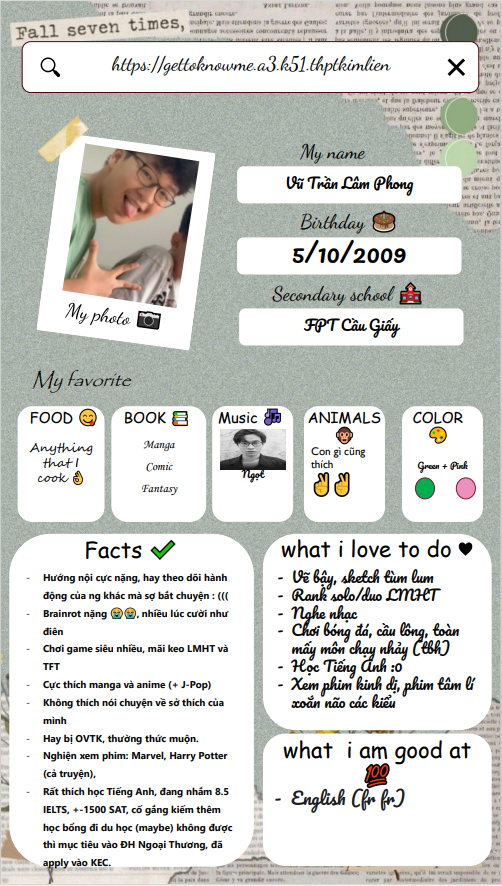 Fall seven times,
https://gettoknowme.a3.k51.thptkimlien
My name
Vũ Trần Lâm Phong
Birthday
5/10/2009
Secondary school
FPT Cầu Giấy
My photo
My favorite
FOOD 😋
Anything
that I
cook 👌
BOOK 📚
Manga
Comic
Fantasy
Music 🎶
Ngọt
ANIMALS
🐵
Con gì cũng
thích
✌✌
COLOR
🎨
Green + Pink
Facts ✔
- Hướng nội cực nặng, hay theo dõi hành
động của ng khác mà sợ bắt chuyện : (((
- Brainrot nặng 😭😭, nhiều lúc cười như
điên
- Chơi game siêu nhiều, mãi keo LMHT và
TFT
- Cực thích manga và anime (+ J-Pop)
- Không thích nói chuyện về sở thích của
mình
- Hay bị OVTK, thường thức muộn.
- Nghiện xem phim: Marvel, Harry Potter
(cả truyện),
- Rất thích học Tiếng Anh, đang nhắm 8.5
IELTS, +-1500 SAT, cố gắng kiếm thêm
học bổng đi du học (maybe) không được
thì mục tiêu vào ĐH Ngoại Thương, đã
apply vào KEC.
what i love to do ♥
- Vẽ bậy, sketch tùm lum
- Rank solo/duo LMHT
- Nghe nhạc
- Chơi bóng đá, cầu lông, toàn
mấy môn chạy nhảy (tbh)
- Học Tiếng Anh :0
- Xem phim kinh dị, phim tâm lí
xoắn não các kiểu
what i am good at
💯
- English (fr fr)